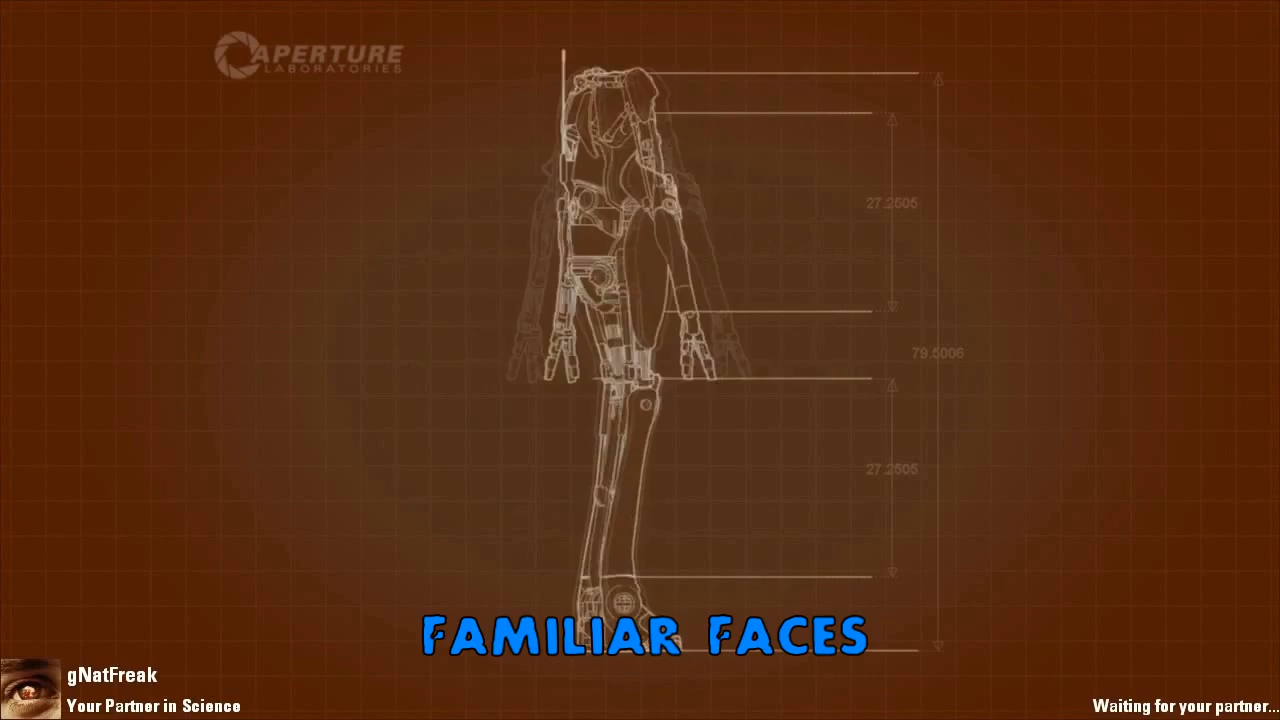 APERTURE
LABORATORIES
27.2505
79.5006
27.2505
FAMILIAR FACES
gNatFreak
Your Partner in Science
Waiting for your partner...